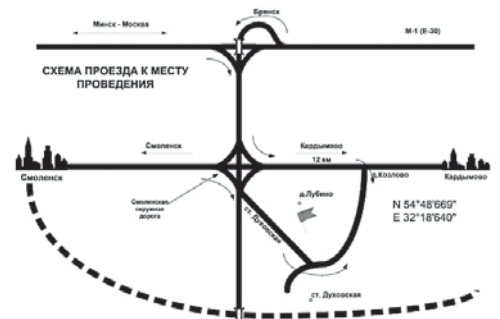 Брянск
Минск - Москва
М-1 (Е-30)
СХЕМА ПРОЕЗДА К МЕСТУ
ПРОВЕДЕНИЯ
Смоленск
Кардымово
12 км
Смоленск
д.Козлово
Кардымово
Смоленская
окружная
дорога
д.Лубино
ст. Духовская
N 54°48'669"
E 32°18'640"
ст. Духовская